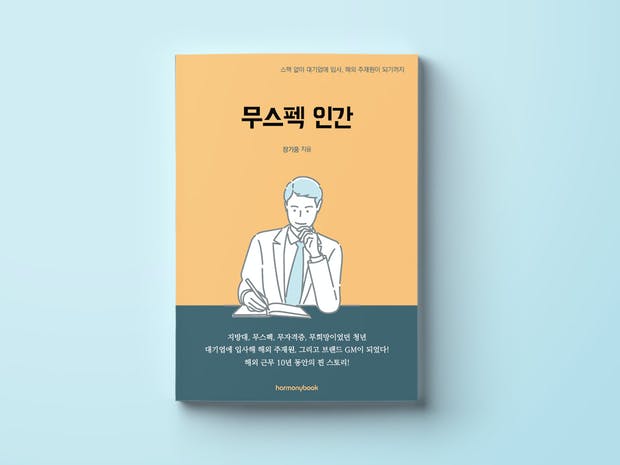 스펙 없이 대기업에 입사, 해외 주재원이 되기까지
무스펙 인간
장기음 지음
지방대, 무스펙, 무자격증, 무희망이었던 청년
대기업에 입사해 해외 주재원, 그리고 브랜드 GM이 되었다!
해외 근무 10년 동안의 찐 스토리!
harmonybook